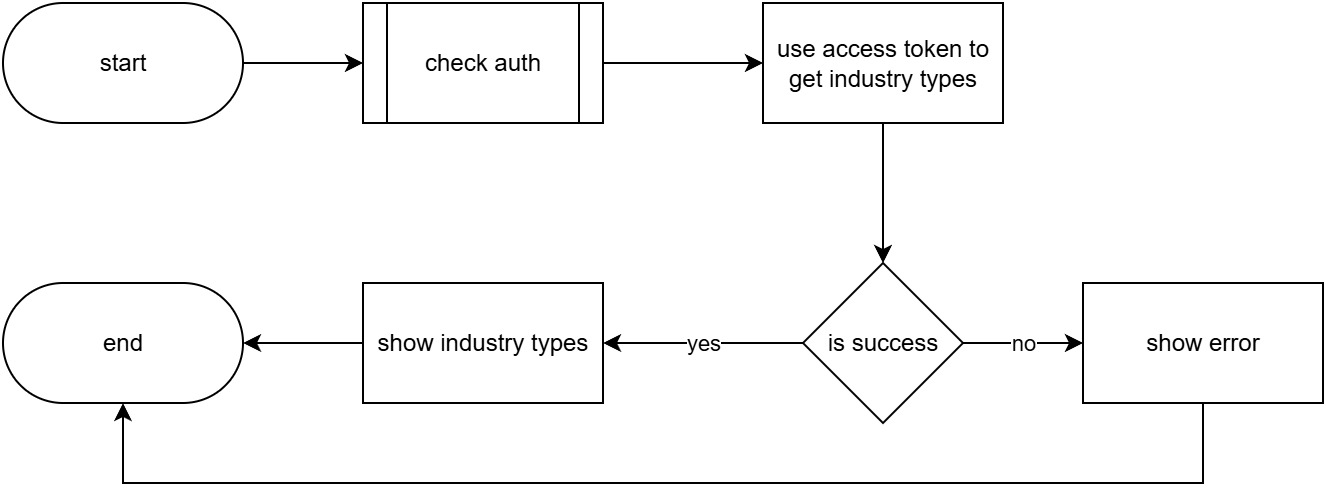 start
check auth
use access token to
get industry types
end
show industry types
yes
is success
no
show error